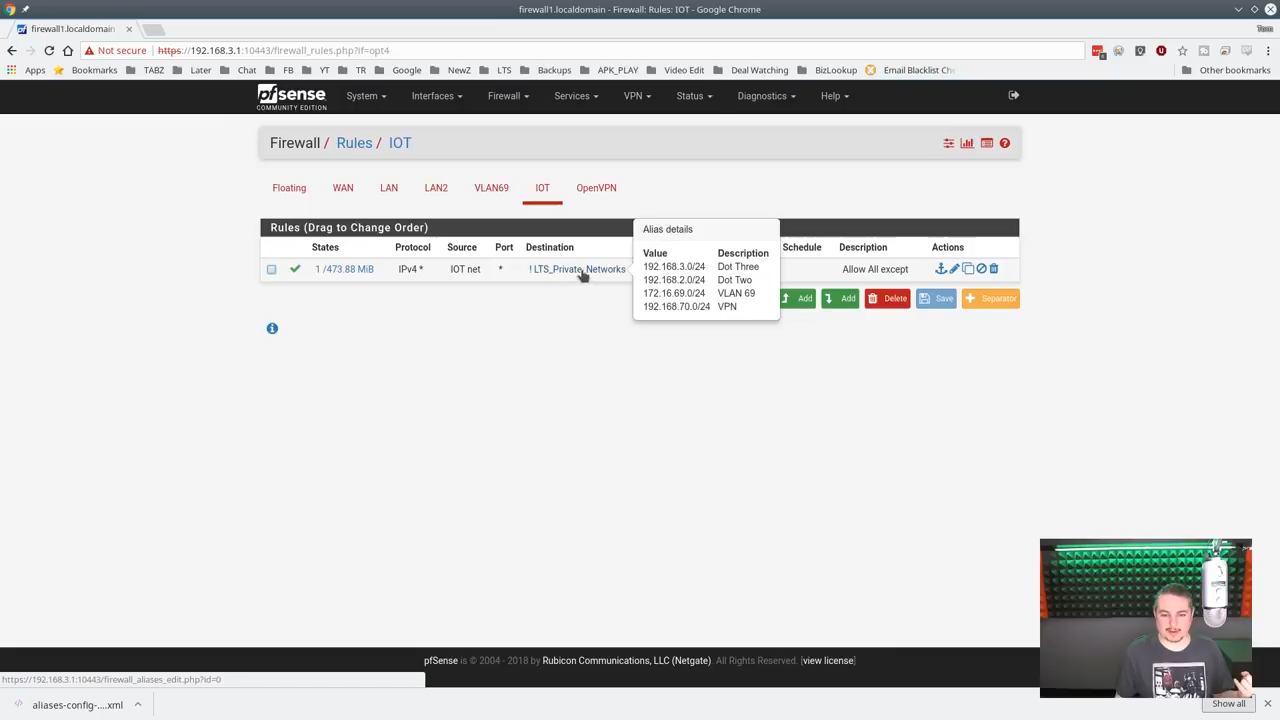 firewall1.localdomain - Firewall: Rules: IOT - Google Chrome
firewall1.localdomain
Tom
Not secure https://192.168.3.1:10443/firewall_rules.php?if=opt4
Apps Bookmarks TABZ Later Chat FB YT TR Google NewZ LTS Backups APK_PLAY Video Edit Deal Watching BizLookup Email Blacklist Che Other bookmarks
pfsense COMMUNITY EDITION System Interfaces Firewall Services VPN Status Diagnostics Help
Firewall / Rules / IOT
Floating WAN LAN LAN2 VLAN69 IOT OpenVPN
Rules (Drag to Change Order)
States Protocol Source Port Destination Schedule Description Actions
1 /473.88 MiB IPv4 * IOT net * ! LTS_Private_Networks Allow All except
Alias details
Value Description
192.168.3.0/24 Dot Three
192.168.2.0/24 Dot Two
172.16.69.0/24 VLAN 69
192.168.70.0/24 VPN
Add Add Delete Save Separator
pfSense is © 2004 - 2018 by Rubicon Communications, LLC (Netgate). All Rights Reserved. [view license]
https://192.168.3.1:10443/firewall_aliases_edit.php?id=0
aliases-config-....xml
Show all